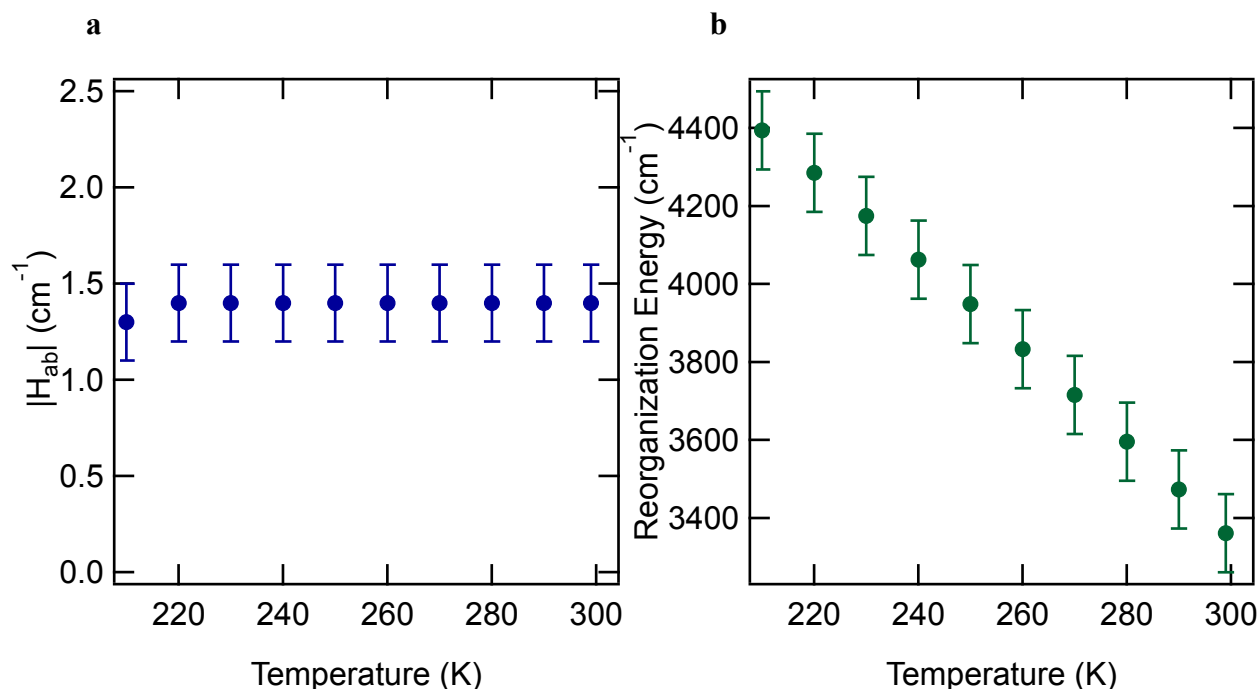 a
|H_ab| (cm^-1)
2.5
2.0
1.5
1.0
0.5
0.0
220 240 260 280 300
Temperature (K)
b
Reorganization Energy (cm^-1)
4400
4200
4000
3800
3600
3400
220 240 260 280 300
Temperature (K)